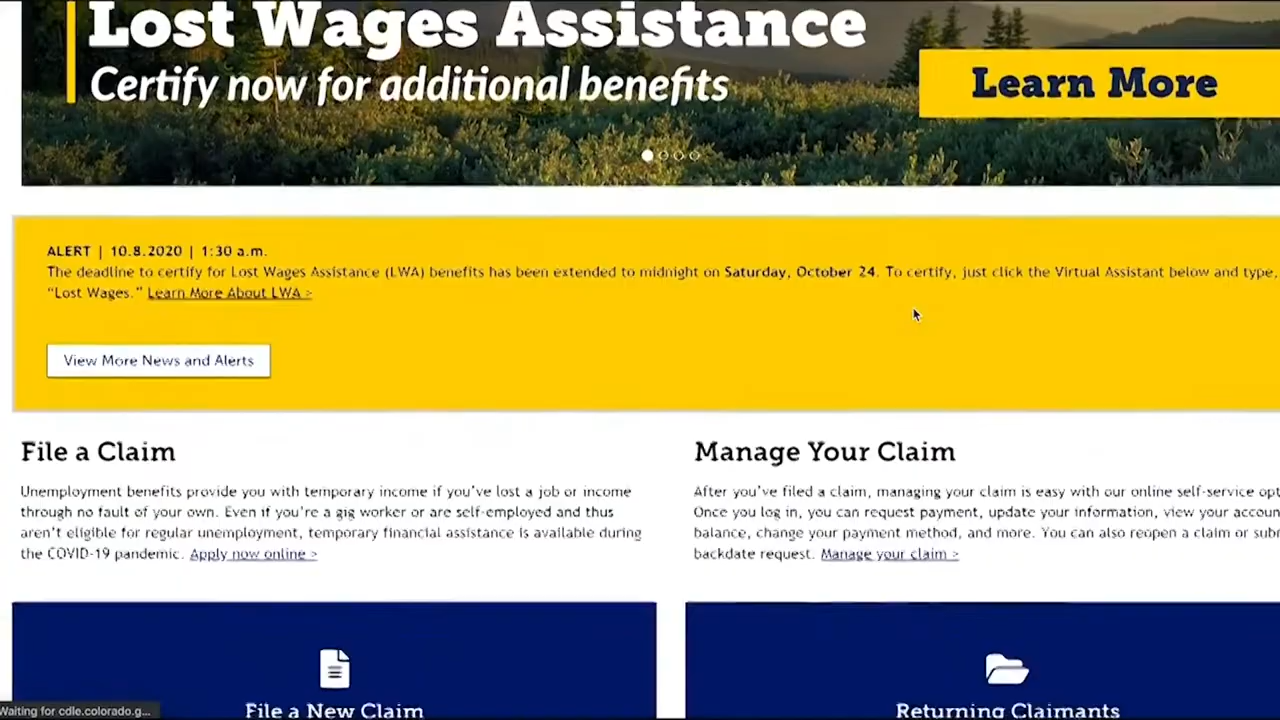 Lost Wages Assistance
Certify now for additional benefits
Learn More
ALERT | 10.8.2020 | 1:30 a.m.
The deadline to certify for Lost Wages Assistance (LWA) benefits has been extended to midnight on Saturday, October 24. To certify, just click the Virtual Assistant below and type,
“Lost Wages.” Learn More About LWA >
View More News and Alerts
File a Claim
Unemployment benefits provide you with temporary income if you’ve lost a job or income
through no fault of your own. Even if you’re a gig worker or are self-employed and thus
aren’t eligible for regular unemployment, temporary financial assistance is available during
the COVID-19 pandemic. Apply now online >
Manage Your Claim
After you’ve filed a claim, managing your claim is easy with our online self-service opt
Once you log in, you can request payment, update your information, view your accoun
balance, change your payment method, and more. You can also reopen a claim or sub
backdate request. Manage your claim >
File a New Claim
Returning Claimants
Waiting for cdle.colorado.g...